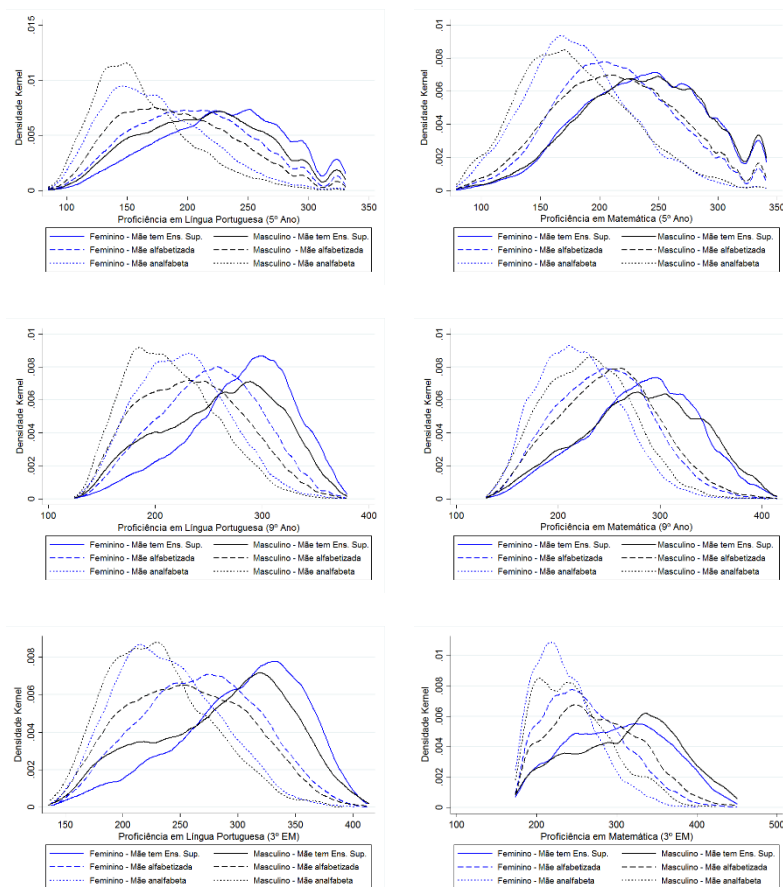 Densidade Kernel
0 .005 .01 .015
100 150 200 250 300 350
Proficiência em Língua Portuguesa (5º Ano)
Feminino - Mãe tem Ens. Sup. Masculino - Mãe tem Ens. Sup.
Feminino - Mãe alfabetizada Masculino - Mãe alfabetizada
Feminino - Mãe analfabeta Masculino - Mãe analfabeta
Densidade Kernel
0 .002 .004 .006 .008 .01
100 150 200 250 300 350
Proficiência em Matemática (5º Ano)
Feminino - Mãe tem Ens. Sup. Masculino - Mãe tem Ens. Sup.
Feminino - Mãe alfabetizada Masculino - Mãe alfabetizada
Feminino - Mãe analfabeta Masculino - Mãe analfabeta
Densidade Kernel
0 .002 .004 .006 .008 .01
100 200 300 400
Proficiência em Língua Portuguesa (9º Ano)
Feminino - Mãe tem Ens. Sup. Masculino - Mãe tem Ens. Sup.
Feminino - Mãe alfabetizada Masculino - Mãe alfabetizada
Feminino - Mãe analfabeta Masculino - Mãe analfabeta
Densidade Kernel
0 .002 .004 .006 .008 .01
100 200 300 400
Proficiência em Matemática (9º Ano)
Feminino - Mãe tem Ens. Sup. Masculino - Mãe tem Ens. Sup.
Feminino - Mãe alfabetizada Masculino - Mãe alfabetizada
Feminino - Mãe analfabeta Masculino - Mãe analfabeta
Densidade Kernel
0 .002 .004 .006 .008
150 200 250 300 350 400
Proficiência em Língua Portuguesa (3º EM)
Feminino - Mãe tem Ens. Sup. Masculino - Mãe tem Ens. Sup.
Feminino - Mãe alfabetizada Masculino - Mãe alfabetizada
Feminino - Mãe analfabeta Masculino - Mãe analfabeta
Densidade Kernel
0 .002 .004 .006 .008 .01
100 200 300 400 500
Proficiência em Matemática (3º EM)
Feminino - Mãe tem Ens. Sup. Masculino - Mãe tem Ens. Sup.
Feminino - Mãe alfabetizada Masculino - Mãe alfabetizada
Feminino - Mãe analfabeta Masculino - Mãe analfabeta